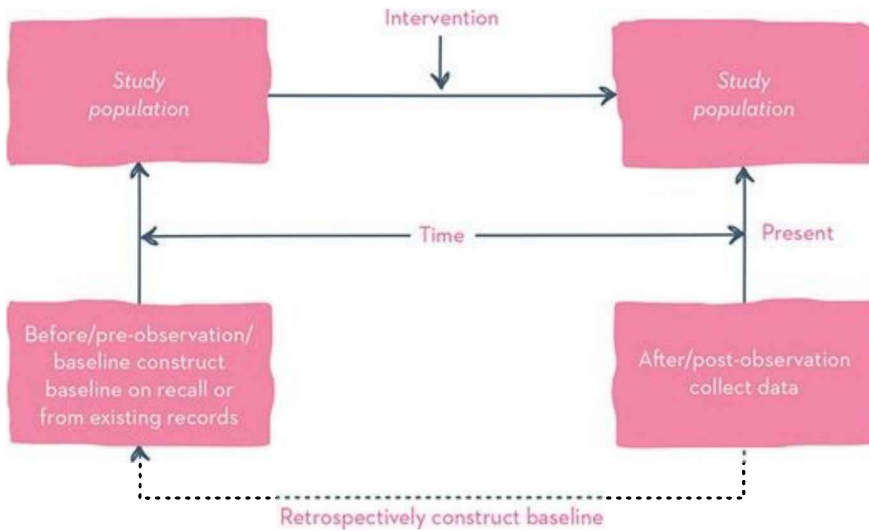 Intervention
Study
population
Study
population
Time
Present
Before/pre-observation/
baseline construct
baseline on recall or
from existing records
After/post-observation
collect data
Retrospectively construct baseline